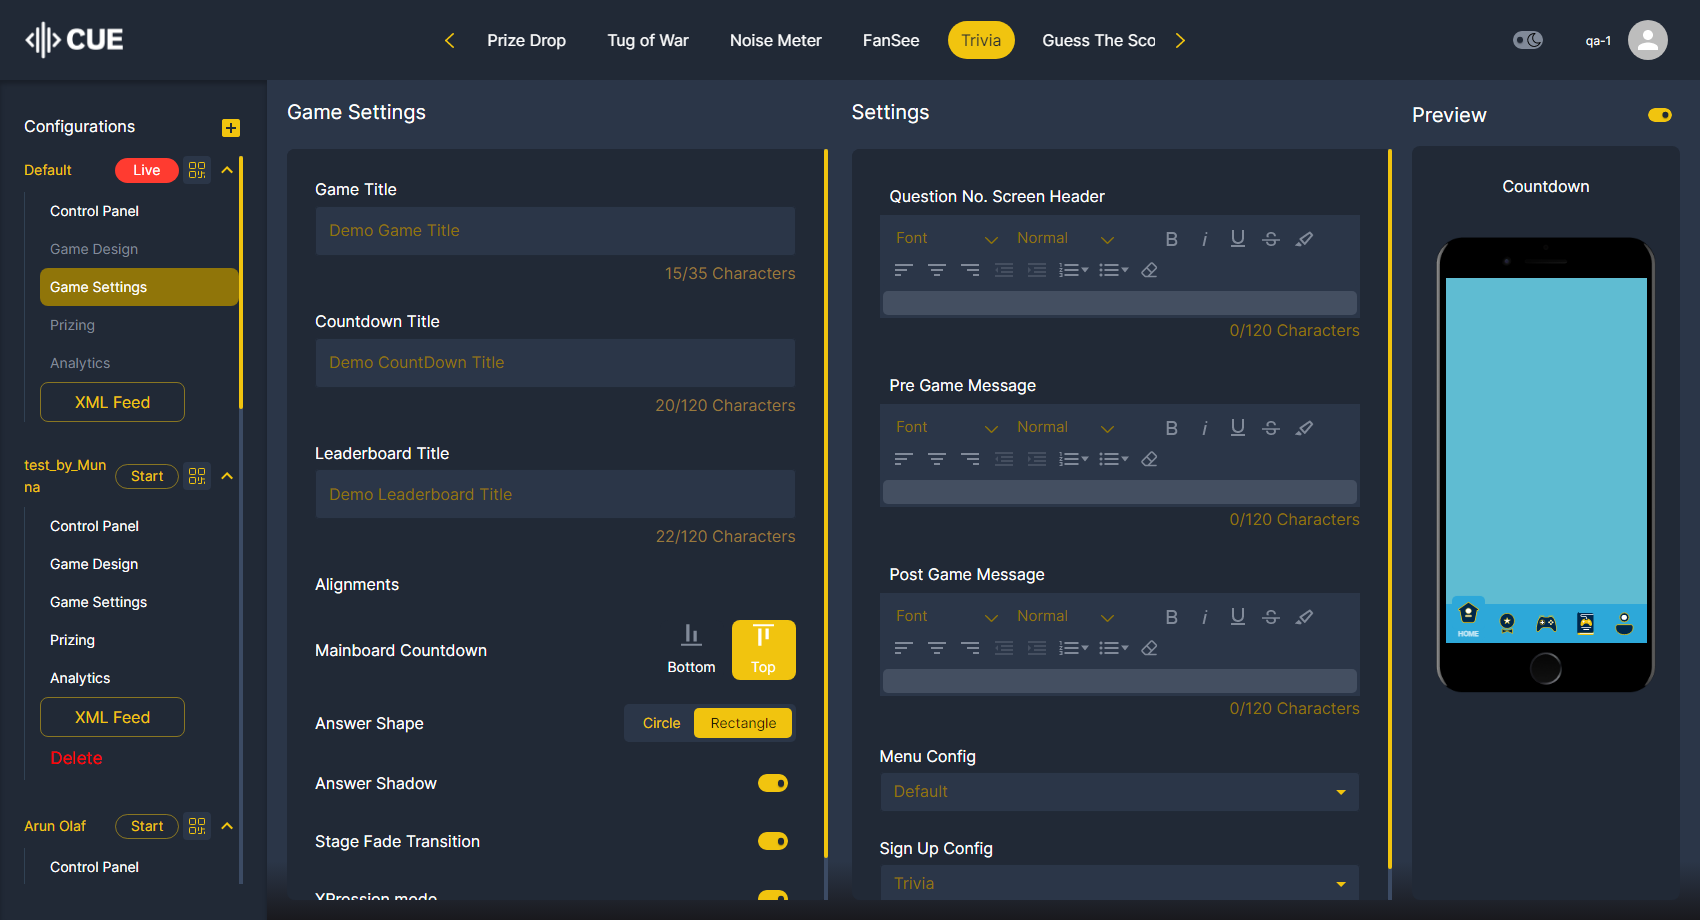 CUE
Prize Drop
Tug of War
Noise Meter
FanSee
Trivia
Guess The Sco
qa-1
Configurations
Default
Live
Control Panel
Game Design
Game Settings
Prizing
Analytics
XML Feed
test_by_Mun
na
Start
Control Panel
Game Design
Game Settings
Prizing
Analytics
XML Feed
Delete
Arun Olaf
Start
Control Panel
Game Settings
Game Title
Demo Game Title
15/35 Characters
Countdown Title
Demo CountDown Title
20/120 Characters
Leaderboard Title
Demo Leaderboard Title
22/120 Characters
Alignments
Mainboard Countdown
Bottom
Top
Answer Shape
Circle
Rectangle
Answer Shadow
Stage Fade Transition
XPression mode
Settings
Question No. Screen Header
Font
Normal
B
i
U
S
0/120 Characters
Pre Game Message
Font
Normal
B
i
U
S
0/120 Characters
Post Game Message
Font
Normal
B
i
U
S
0/120 Characters
Menu Config
Default
Sign Up Config
Trivia
Preview
Countdown
HOME